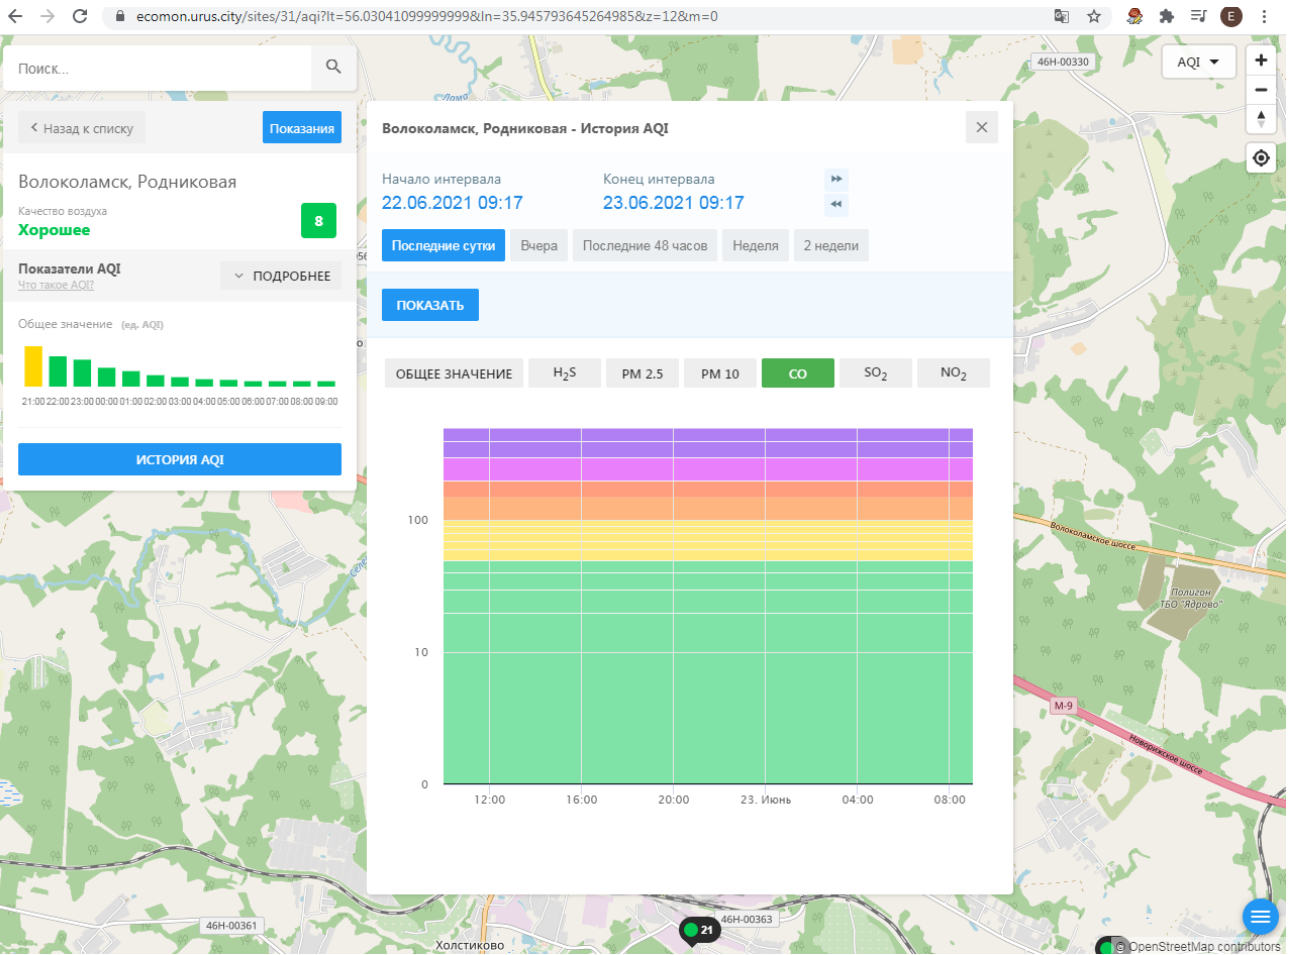 ecomon.urus.city/sites/31/aqi?lt=56.03041099999999&ln=35.945793645264985&z=12&m=0
E
Поиск...
46Н-00330
AQI
Назад к списку
Показания
Волоколамск, Родниковая - История AQI
Волоколамск, Родниковая
Качество воздуха
Хорошее
8
Начало интервала
Конец интервала
22.06.2021 09:17
23.06.2021 09:17
Последние сутки
Вчера
Последние 48 часов
Неделя
2 недели
Показатели AQI
Что такое AQI?
ПОДРОБНЕЕ
ПОКАЗАТЬ
Общее значение (ед. AQI)
21:00 22:00 23:00 00:00 01:00 02:00 03:00 04:00 05:00 06:00 07:00 08:00 09:00
ИСТОРИЯ AQI
ОБЩЕЕ ЗНАЧЕНИЕ
H2S
PM 2.5
PM 10
CO
SO2
NO2
100
10
0
12:00
16:00
20:00
23. Июнь
04:00
08:00
Лома
Волоколамское шоссе
Полигон
ТБО "Ядрово"
М-9
Новорижское шоссе
46Н-00361
46Н-00363
21
Холстиково
© OpenStreetMap contributors